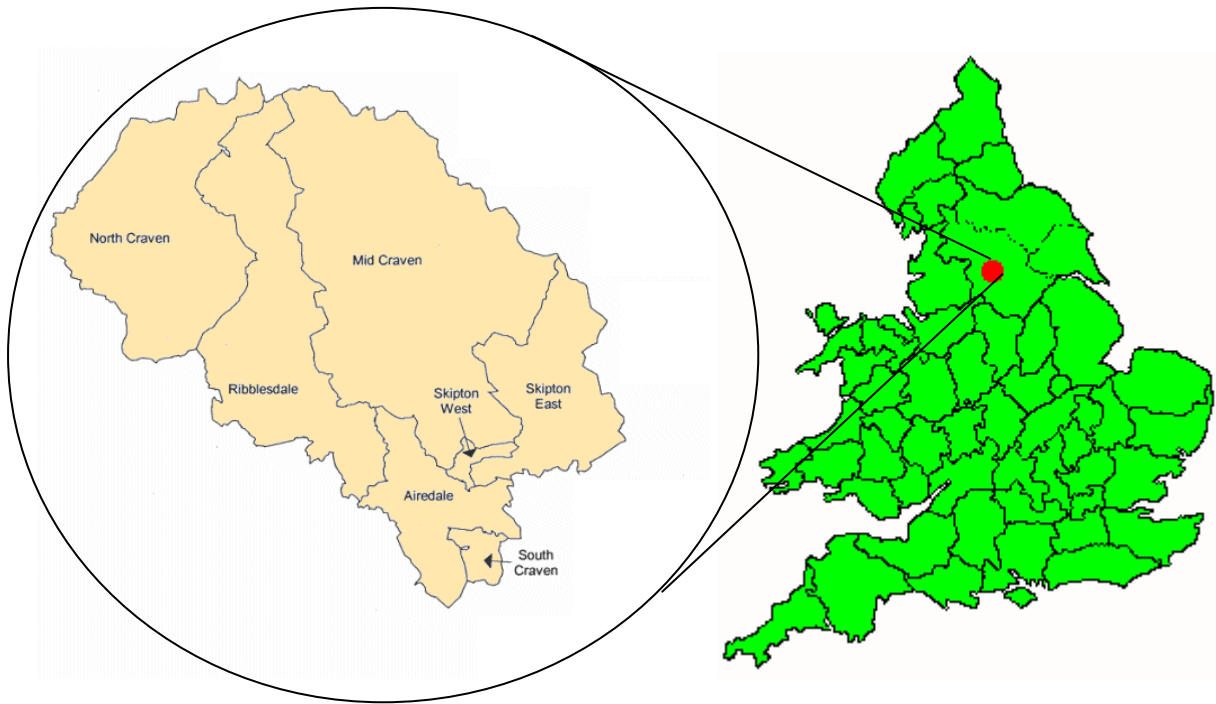 North Craven
Mid Craven
Ribblesdale
Skipton
West
Skipton
East
Airedale
South
Craven